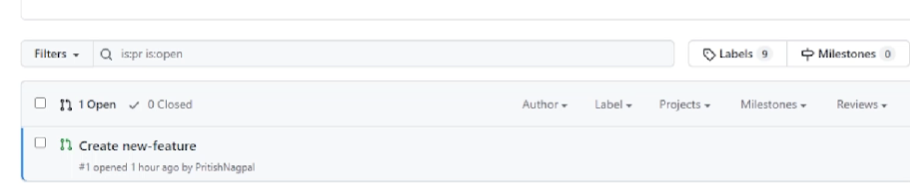 Filters is:pr is:open Labels 9 Milestones 0
1 Open 0 Closed Author Label Projects Milestones Reviews
Create new-feature
#1 opened 1 hour ago by PritishNagpal